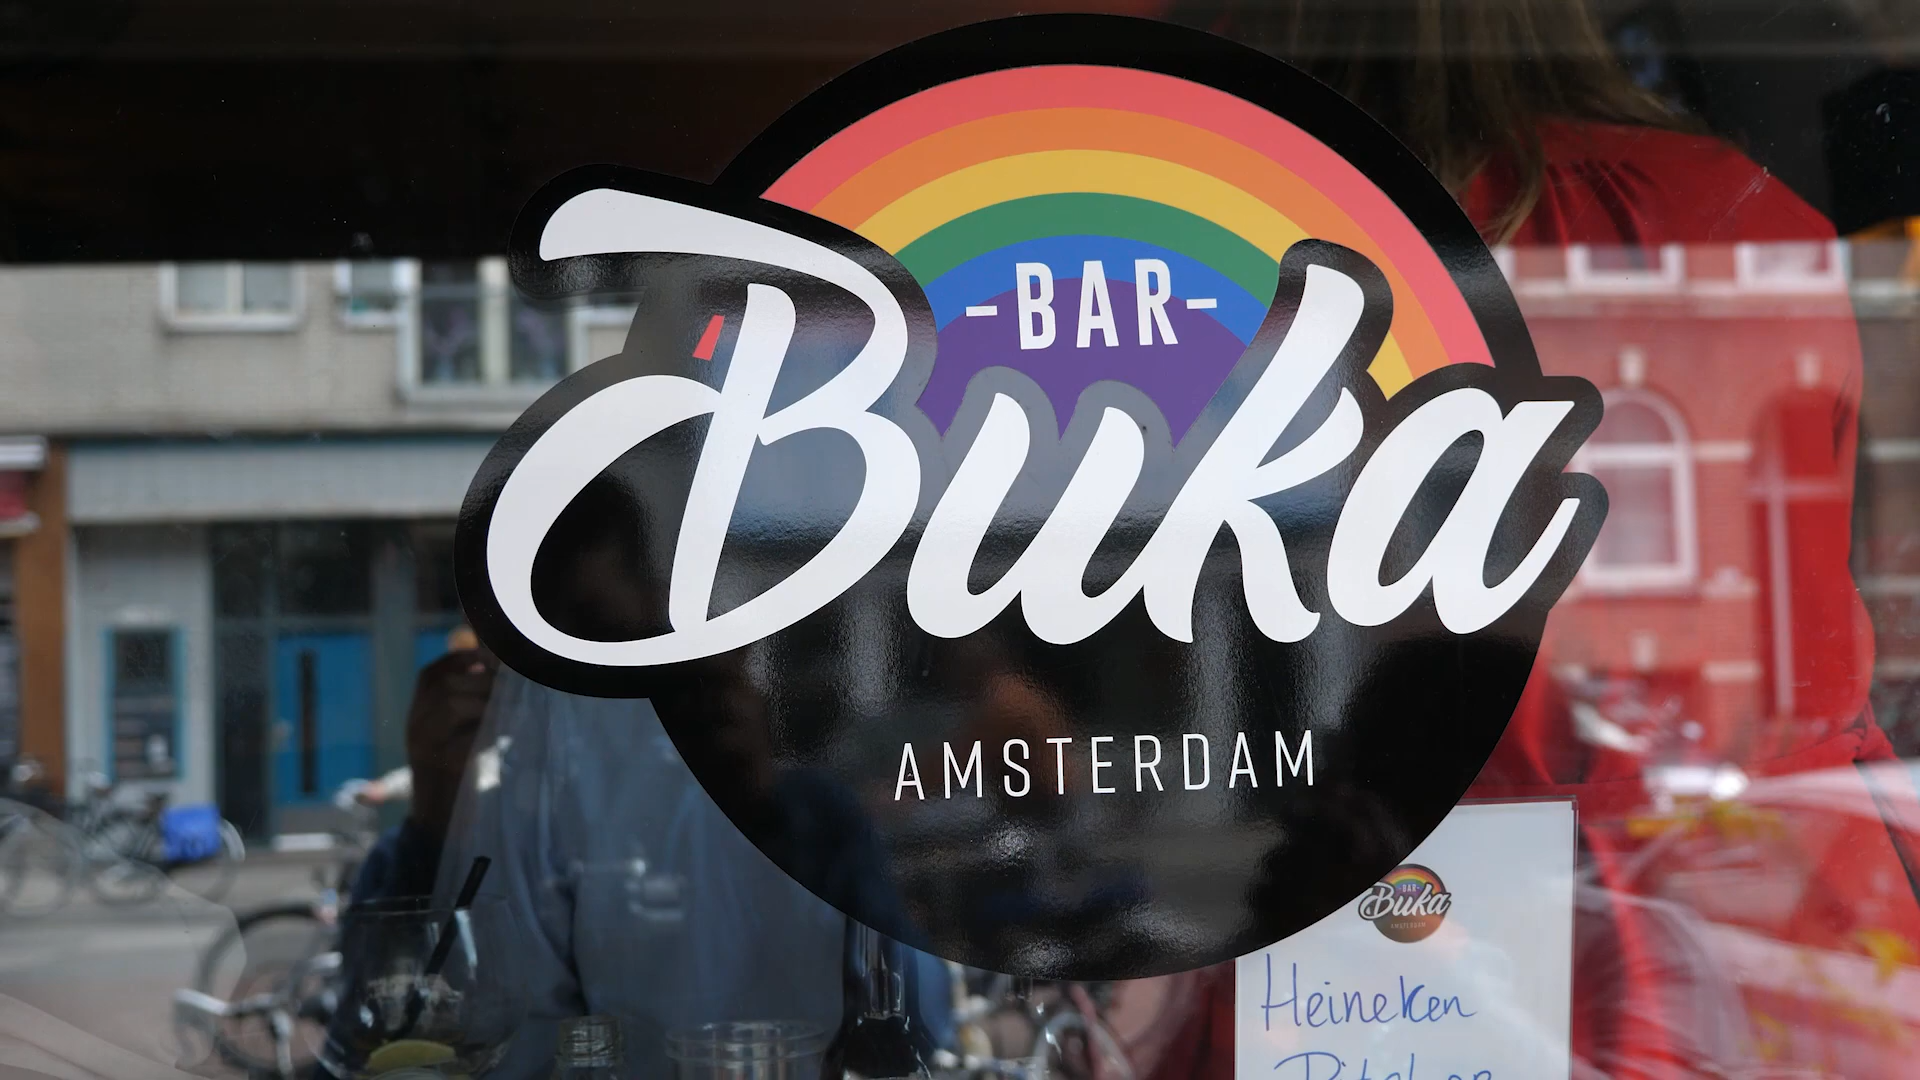 -BAR-
Buka
AMSTERDAM
-BAR-
Buka
AMSTERDAM
Heineken